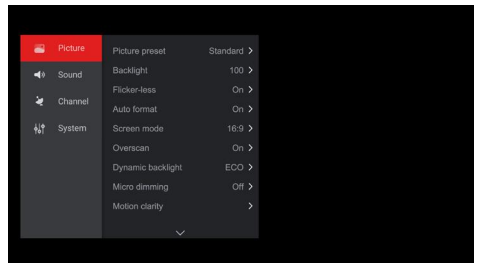 Picture
Sound
Channel
System
Picture preset Standard
Backlight 100
Flicker-less On
Auto format On
Screen mode 16:9
Overscan On
Dynamic backlight ECO
Micro dimming Off
Motion clarity